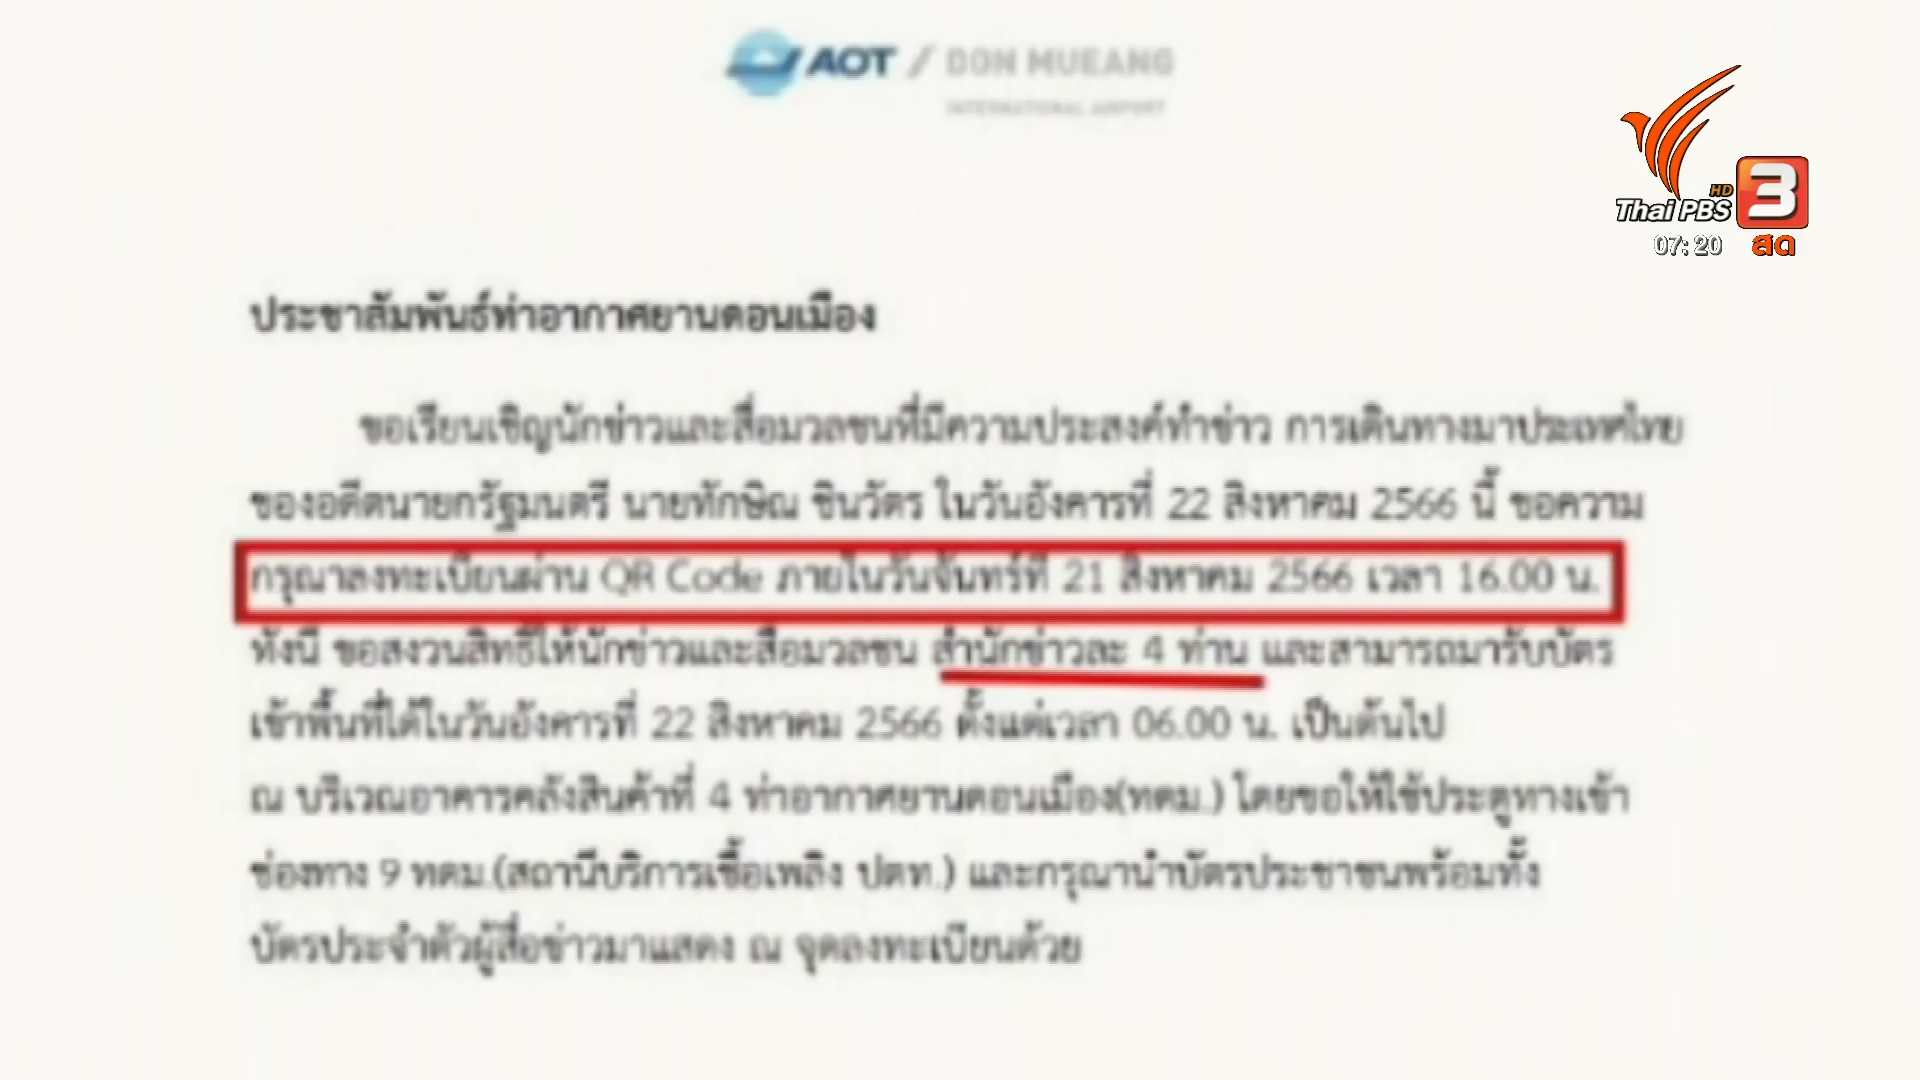 AOT / DON MUEANG
INTERNATIONAL AIRPORT
HD
Thai PBS 3
07:20 สด
ประชาสัมพันธ์ท่าอากาศยานดอนเมือง
ขอเรียนเชิญนักข่าวและสื่อมวลชนที่มีความประสงค์ทำข่าว การเดินทางมาประเทศไทย
ของอดีตนายกรัฐมนตรี นายทักษิณ ชินวัตร ในวันอังคารที่ 22 สิงหาคม 2566 นี้ ขอความ
กรุณาลงทะเบียนผ่าน QR Code ภายในวันจันทร์ที่ 21 สิงหาคม 2566 เวลา 16.00 น.
ทั้งนี้ ขอสงวนสิทธิ์ให้นักข่าวและสื่อมวลชน สำนักข่าวละ 4 ท่าน และสามารถมารับบัตร
เข้าพื้นที่ได้ในวันอังคารที่ 22 สิงหาคม 2566 ตั้งแต่เวลา 06.00 น. เป็นต้นไป
ณ บริเวณอาคารคลังสินค้าที่ 4 ท่าอากาศยานดอนเมือง(ทดม.) โดยขอให้ใช้ประตูทางเข้า
ช่องทาง 9 ทดม.(สถานีบริการเชื้อเพลิง ปตท.) และกรุณานำบัตรประชาชนพร้อมทั้ง
บัตรประจำตัวผู้สื่อข่าวมาแสดง ณ จุดลงทะเบียนด้วย